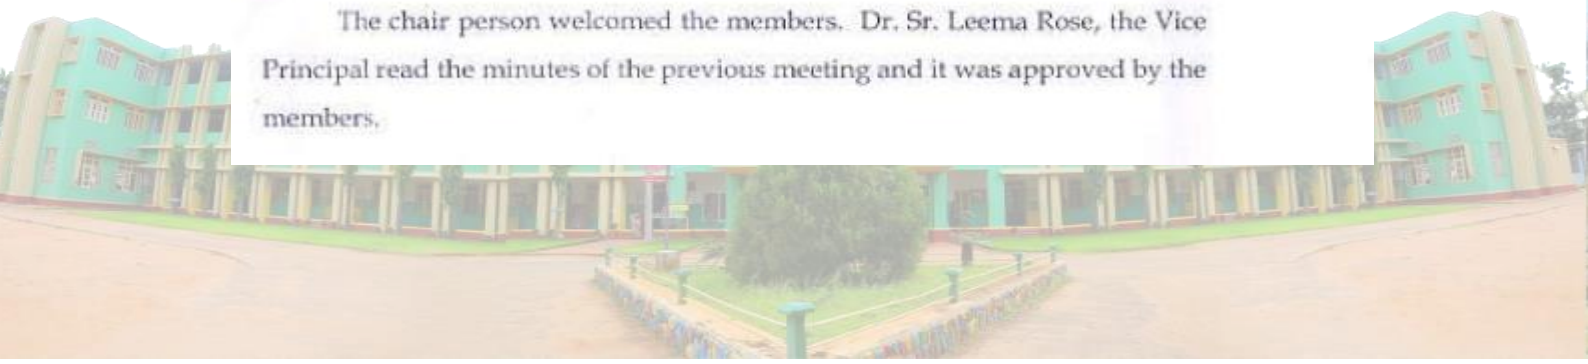 The chair person welcomed the members. Dr. Sr. Leema Rose, the Vice
Principal read the minutes of the previous meeting and it was approved by the
members.